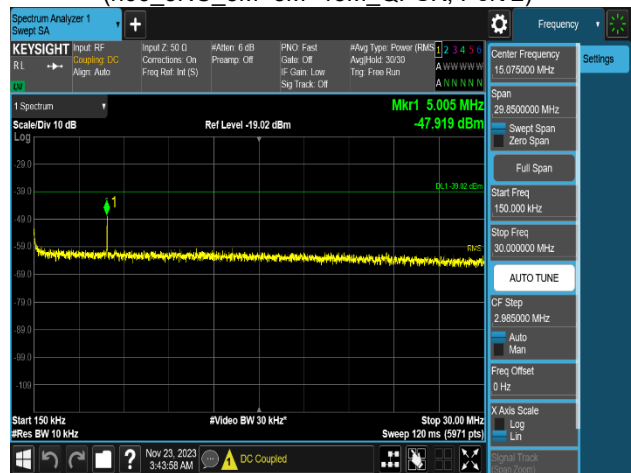 Spectrum Analyzer 1
Swept SA
Frequency
KEYSIGHT
RL
LW
Input: RF
Coupling: DC
Align: Auto
Input Z: 50 Ω
Corrections: On
Freq Ref: Int (S)
#Atten: 6 dB
Preamp: Off
PNO: Fast
Gate: Off
IF Gain: Low
Sig Track: Off
#Avg Type: Power (RMS
Avg|Hold: 30/30
Trig: Free Run
1 2 3 4 5 6
A W W W W W
A N N N N N
Center Frequency
15.075000 MHz
Settings
1 Spectrum
Scale/Div 10 dB
Log
Ref Level -19.02 dBm
Mkr1 5.005 MHz
-47.919 dBm
Span
29.8500000 MHz
Swept Span
Zero Span
Full Span
Start Freq
150.000 kHz
Stop Freq
30.000000 MHz
AUTO TUNE
CF Step
2.985000 MHz
Auto
Man
Freq Offset
0 Hz
X Axis Scale
Log
Lin
Signal Track
(Span Zoom)
-29.0
-39.0
-49.0
-59.0
-69.0
-79.0
-89.0
-99.0
-109
DL1 -39.02 dBm
1
RMS
Start 150 kHz
#Res BW 10 kHz
#Video BW 30 kHz*
Stop 30.00 MHz
Sweep 120 ms (5971 pts)
?
Nov 23, 2023
3:43:58 AM
DC Coupled